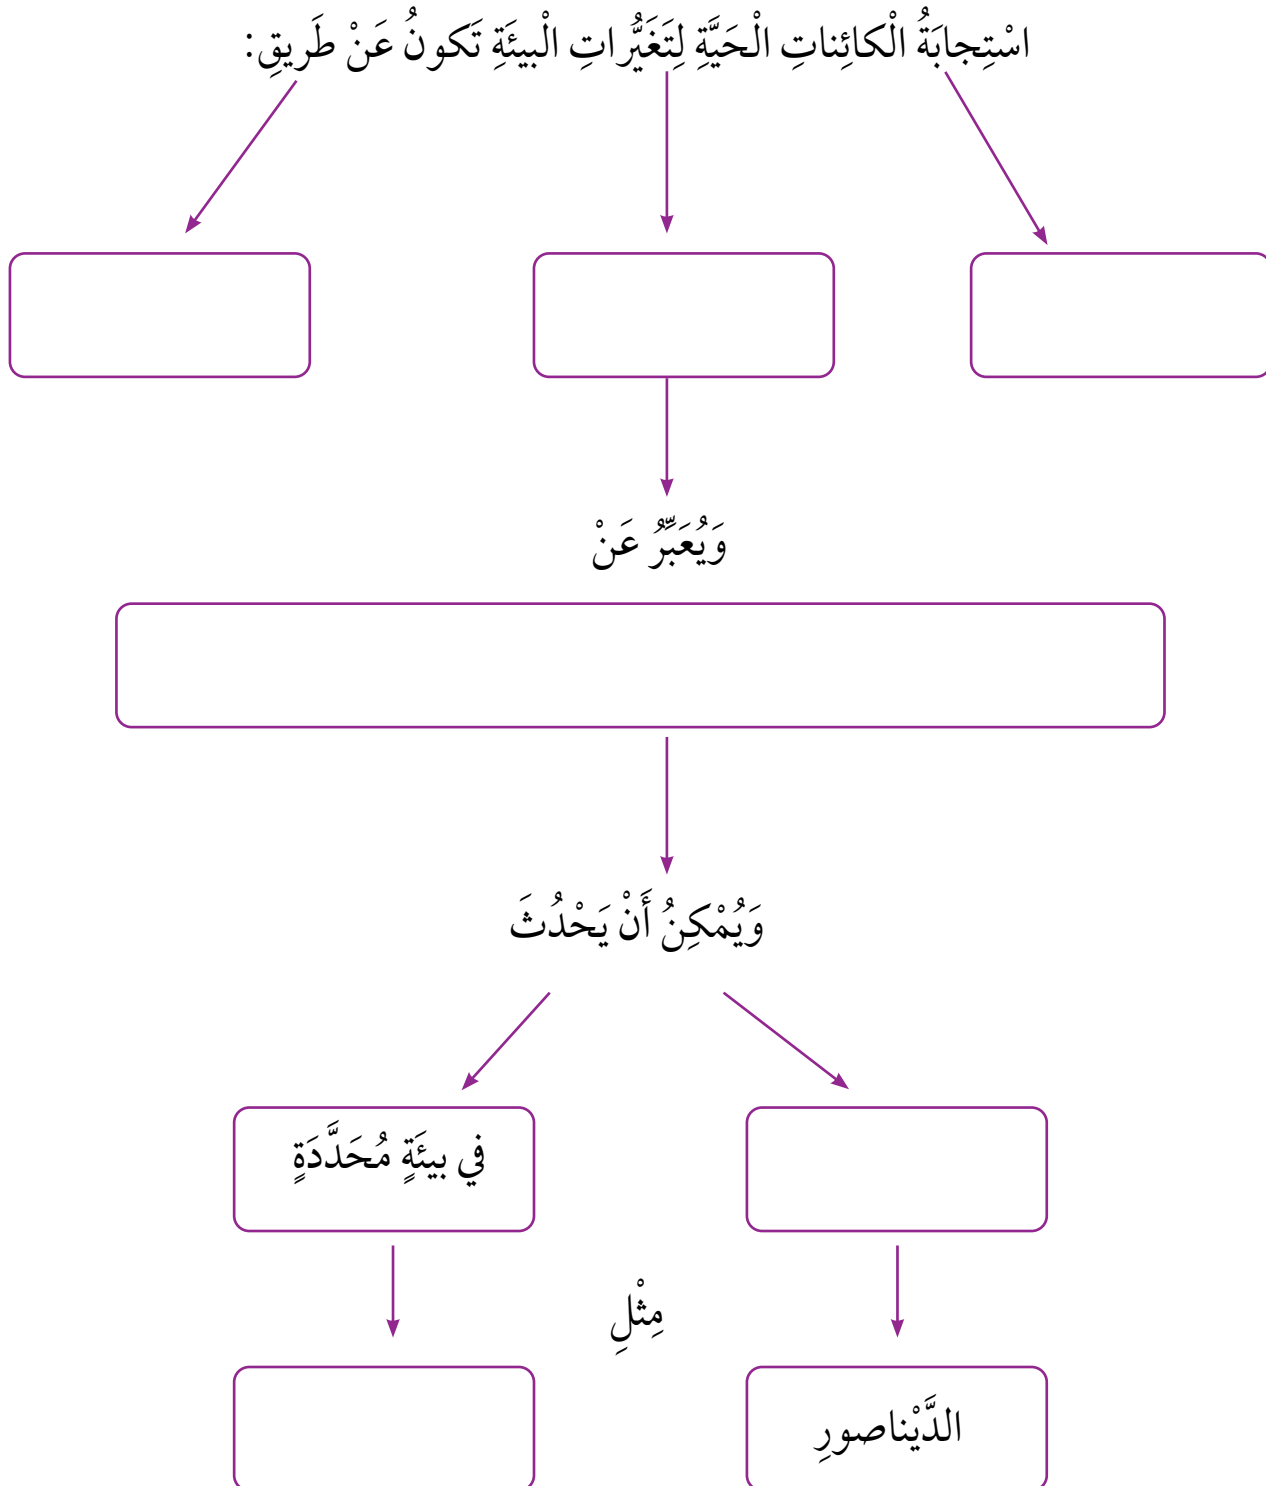 اسْتِجابَةُ الْكائِناتِ الْحَيَّةِ لِتَغَيُّراتِ الْبيئَةِ تَكونُ عَنْ طَريقِ:
وَيُعَبِّرُ عَنْ
وَيُمْكِنُ أَنْ يَحْدُثَ
في بيئَةٍ مُحَدَّدَةٍ
مِثْلِ
الدَّيْناصورِ